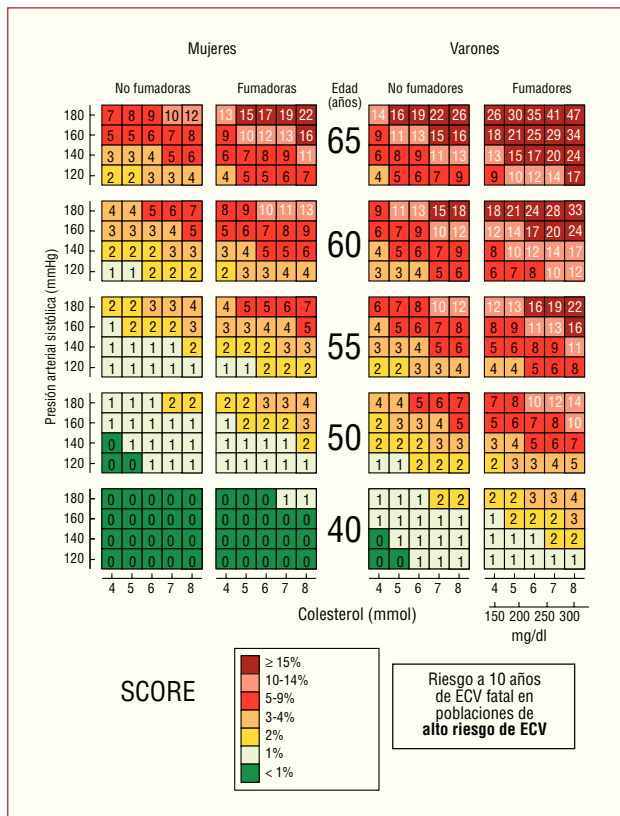 Mujeres Varones
No fumadoras Fumadoras Edad (años) No fumadores Fumadores
Presión arterial sistólica (mmHg)
180 7 8 9 10 12 13 15 17 19 22 14 16 19 22 26 26 30 35 41 47
160 5 5 6 7 8 9 10 12 13 16 65 9 11 13 15 16 18 21 25 29 34
140 3 3 4 5 6 6 7 8 9 11 6 8 9 11 13 13 15 17 20 24
120 2 2 3 3 4 4 5 5 6 7 4 5 6 7 9 9 10 12 14 17
180 4 4 5 6 7 8 9 10 11 13 9 11 13 15 18 18 21 24 28 33
160 3 3 3 4 5 5 6 7 8 9 60 6 7 9 10 12 12 14 17 20 24
140 2 2 2 3 3 3 4 5 5 6 4 5 6 7 9 8 10 12 14 17
120 1 1 2 2 2 2 3 3 4 4 3 3 4 5 6 6 7 8 10 12
180 2 2 3 3 4 4 5 5 6 7 6 7 8 10 12 12 13 16 19 22
160 1 2 2 2 3 3 3 4 4 5 55 4 5 6 7 8 8 9 11 13 16
140 1 1 1 1 2 2 2 2 3 3 3 3 4 5 6 5 6 8 9 11
120 1 1 1 1 1 1 1 2 2 2 2 2 3 3 4 4 4 5 6 8
180 1 1 1 2 2 2 2 3 3 4 4 4 5 6 7 7 8 10 12 14
160 1 1 1 1 1 1 2 2 2 3 50 2 3 3 4 5 5 6 7 8 10
140 0 1 1 1 1 1 1 1 1 2 2 2 2 3 3 3 4 5 6 7
120 0 0 1 1 1 1 1 1 1 1 1 1 2 2 2 2 3 3 4 5
180 0 0 0 0 0 0 0 0 1 1 1 1 1 2 2 2 2 3 3 4
160 0 0 0 0 0 0 0 0 0 0 40 1 1 1 1 1 1 2 2 2 3
140 0 0 0 0 0 0 0 0 0 0 0 1 1 1 1 1 1 1 2 2
120 0 0 0 0 0 0 0 0 0 0 0 0 1 1 1 1 1 1 1 1
4 5 6 7 8 4 5 6 7 8 4 5 6 7 8 4 5 6 7 8
Colesterol (mmol)
150 200 250 300
mg/dl
SCORE
≥ 15%
10-14%
5-9%
3-4%
2%
1%
< 1%
Riesgo a 10 años
de ECV fatal en
poblaciones de
alto riesgo de ECV